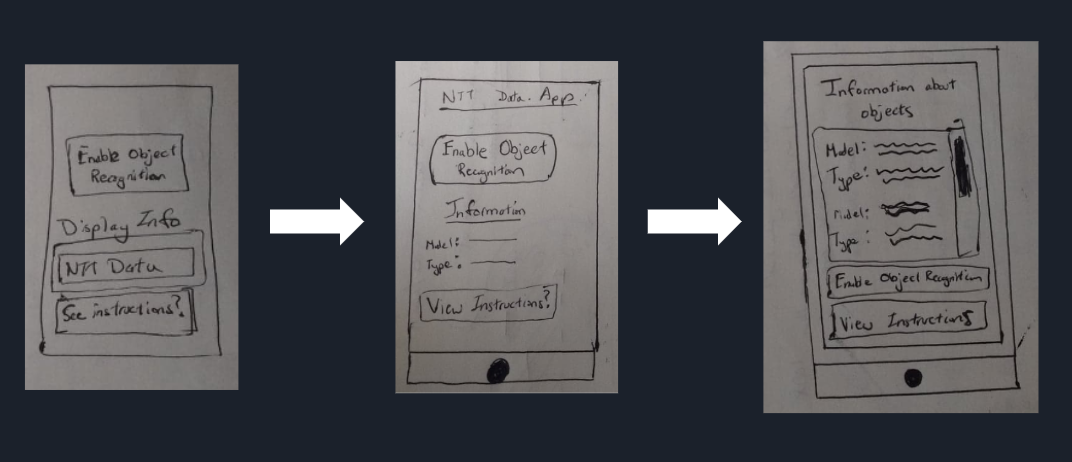 Enable Object
Recognition
Display Info
NTT Data
See instructions?
NTT Data. App.
Enable Object
Recognition
Information
Model:
Type:
View Instructions?
Information about
objects
Model:
Type:
Model:
Type:
Enable Object Recognition
View Instructions